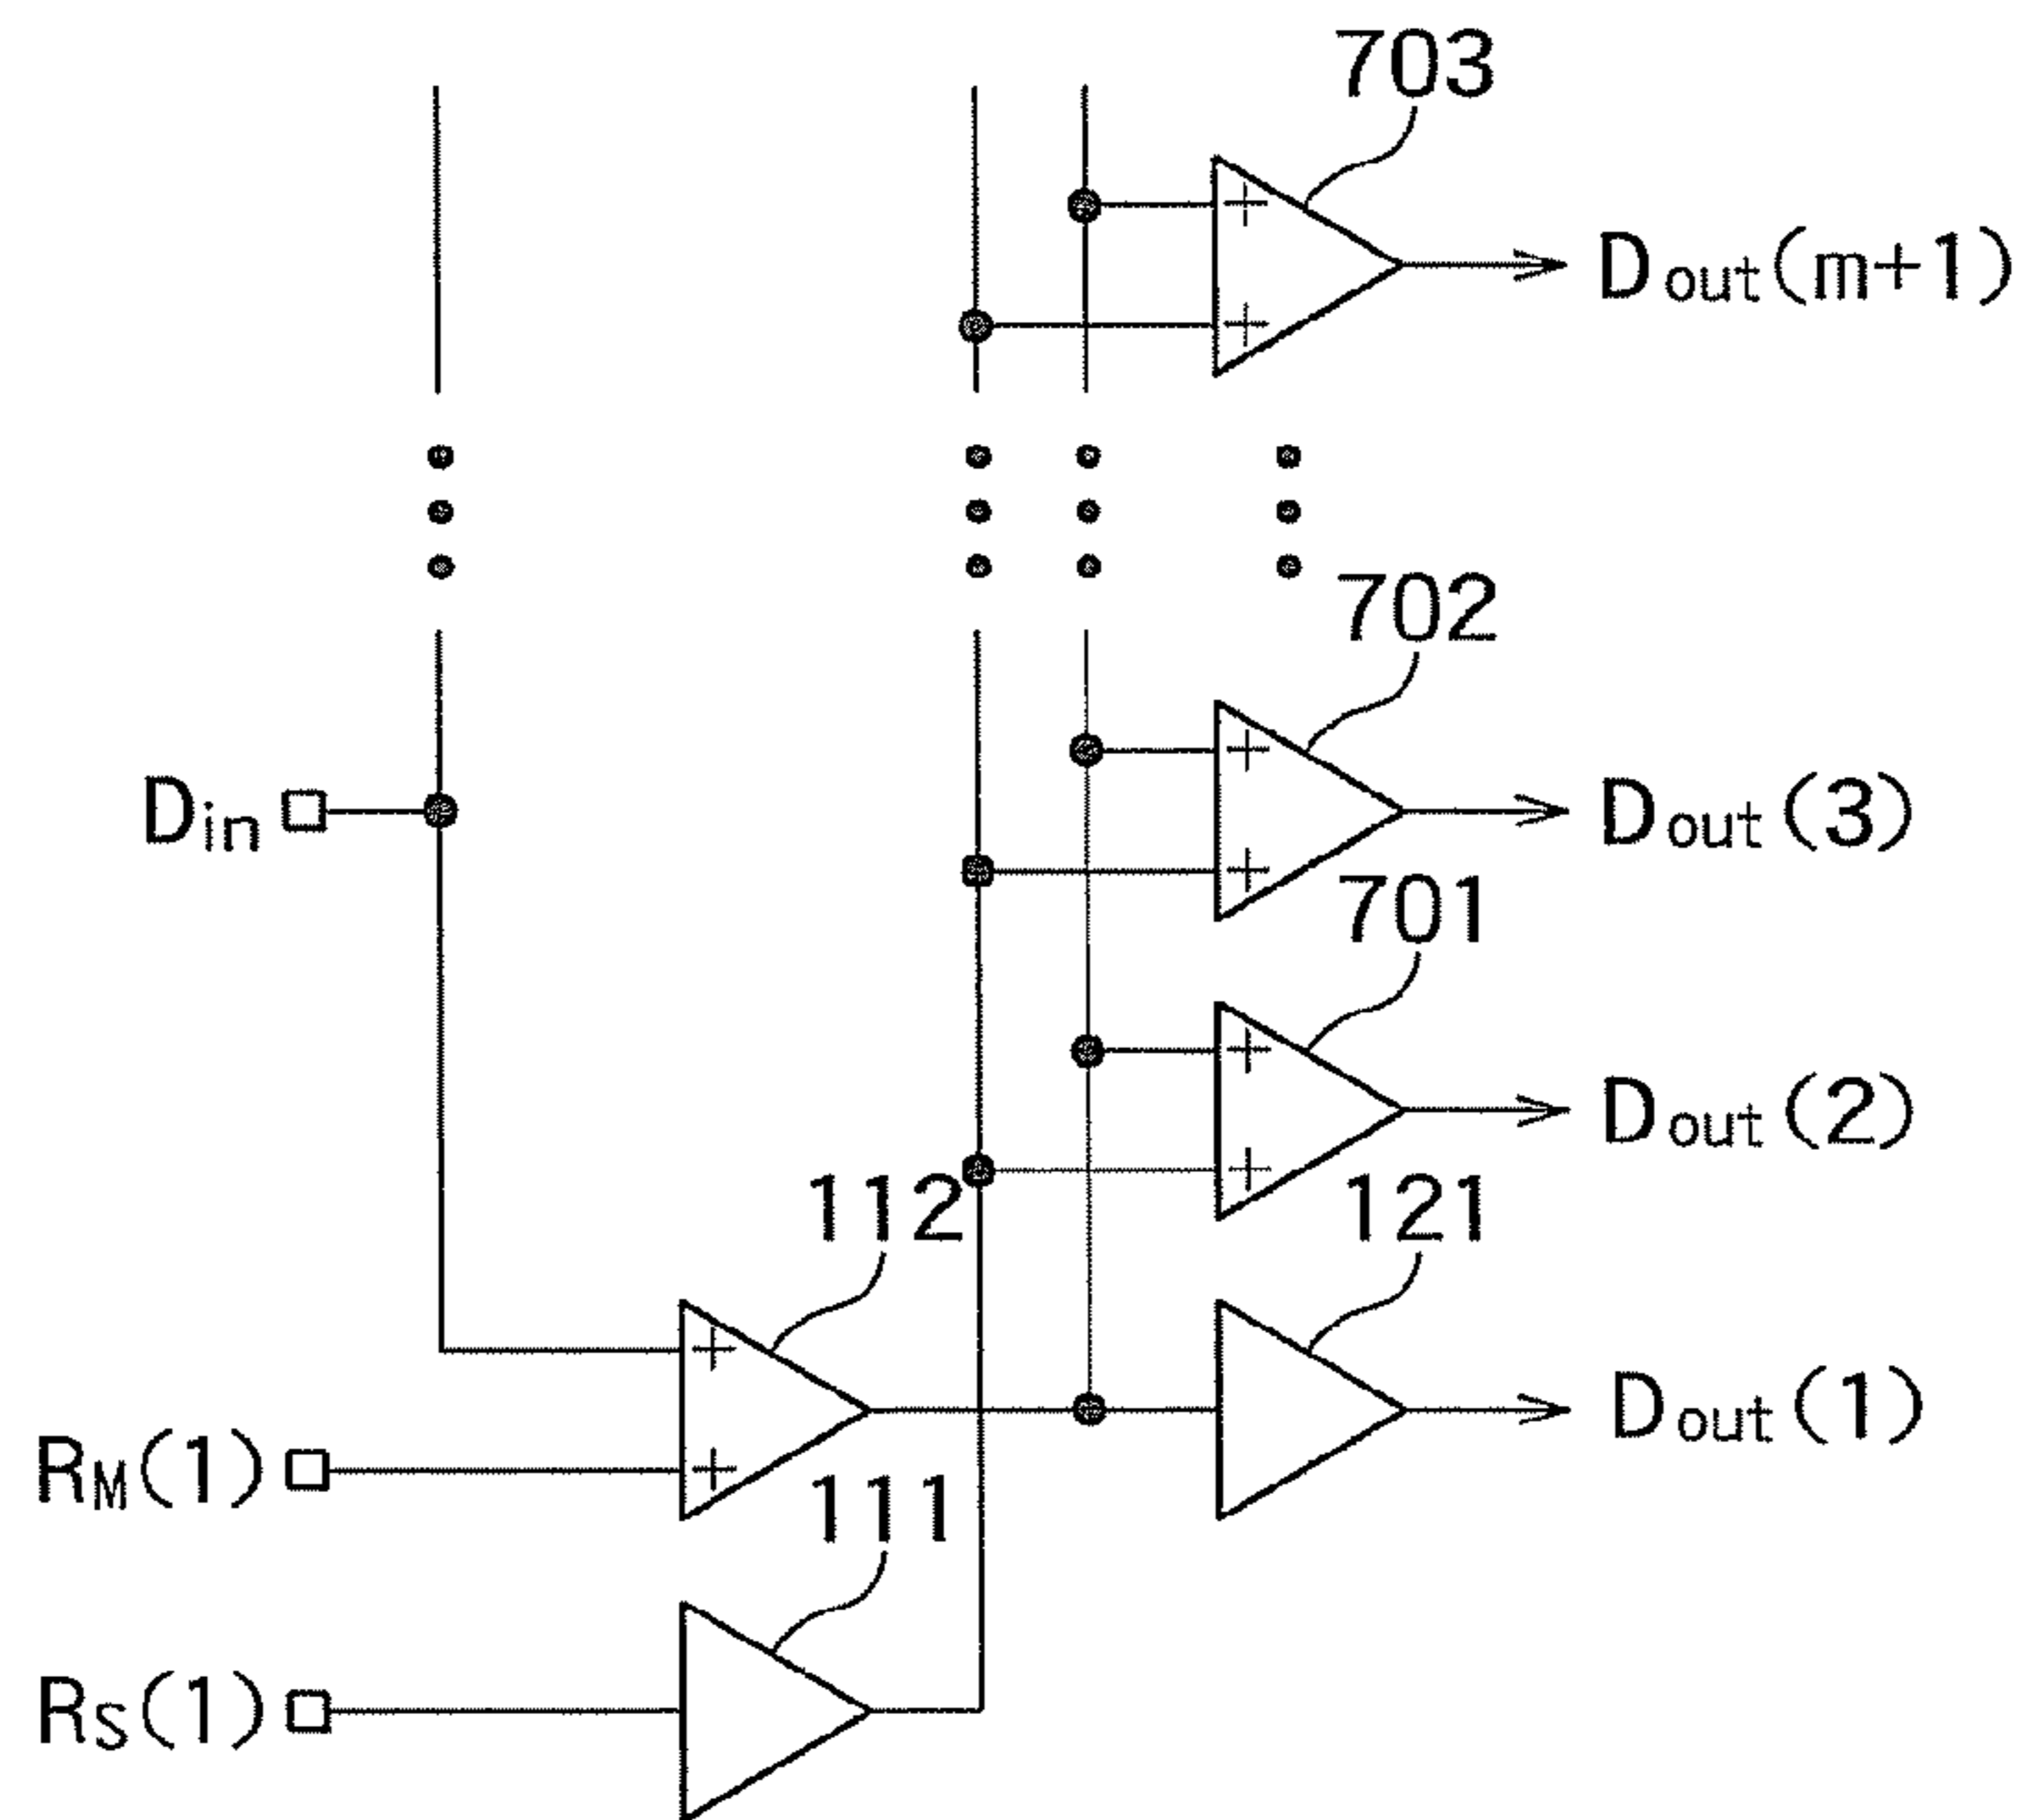 703
Dout(m+1)
702
Din
Dout(3)
701
Dout(2)
112
121
Dout(1)
RM(1)
111
RS(1)
+ +
+ +
+ +
+ +